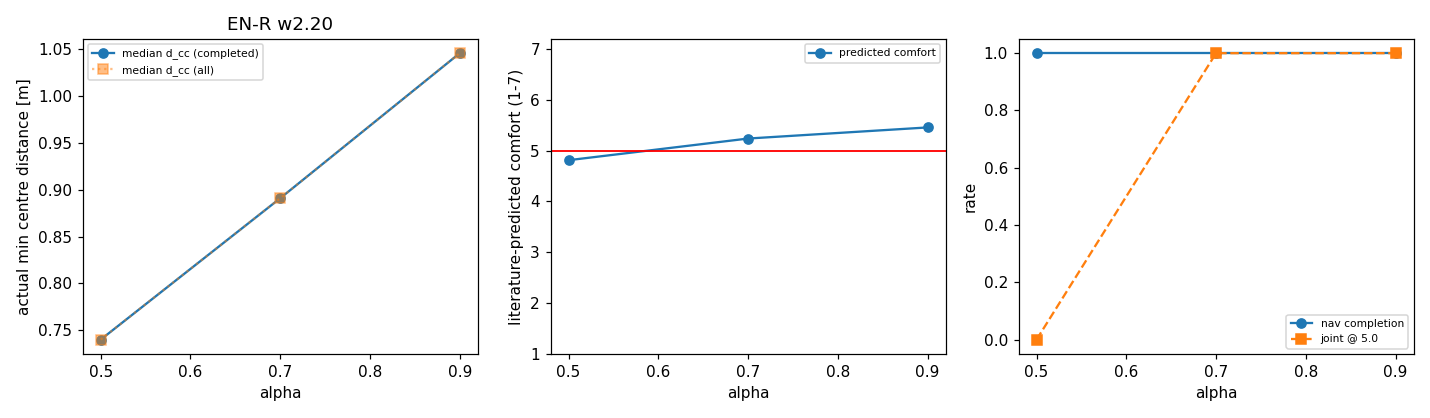 EN-R w2.20
median d_cc (completed)
median d_cc (all)
actual min centre distance [m]
1.05
1.00
0.95
0.90
0.85
0.80
0.75
0.5 0.6 0.7 0.8 0.9
alpha
predicted comfort
literature-predicted comfort (1-7)
7
6
5
4
3
2
1
0.5 0.6 0.7 0.8 0.9
alpha
rate
1.0
0.8
0.6
0.4
0.2
0.0
nav completion
joint @ 5.0
0.5 0.6 0.7 0.8 0.9
alpha